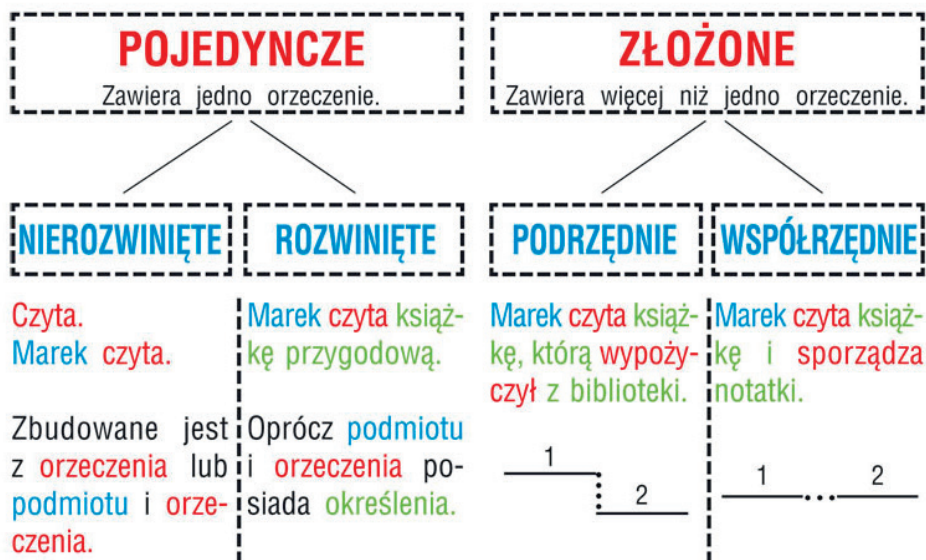 POJEDYNCZE
Zawiera jedno orzeczenie.
ZŁOŻONE
Zawiera więcej niż jedno orzeczenie.
NIEROZWINIĘTE
Czyta.
Marek czyta.
Zbudowane jest
z orzeczenia lub
podmiotu i orze-
czenia.
ROZWINIĘTE
Marek czyta książ-
kę przygodową.
Oprócz podmiotu
i orzeczenia po-
siada określenia.
PODRZĘDNIE
Marek czyta książ-
kę, którą wypoży-
czył z biblioteki.
1
2
WSPÓŁRZĘDNIE
Marek czyta książ-
kę i sporządza
notatki.
1 ... 2